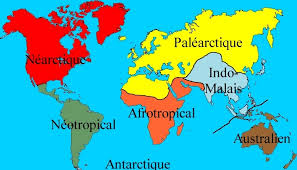 Paléarctique
Néarctique
Indo-
Malais
Afrotropical
Néotropical
Australien
Antarctique